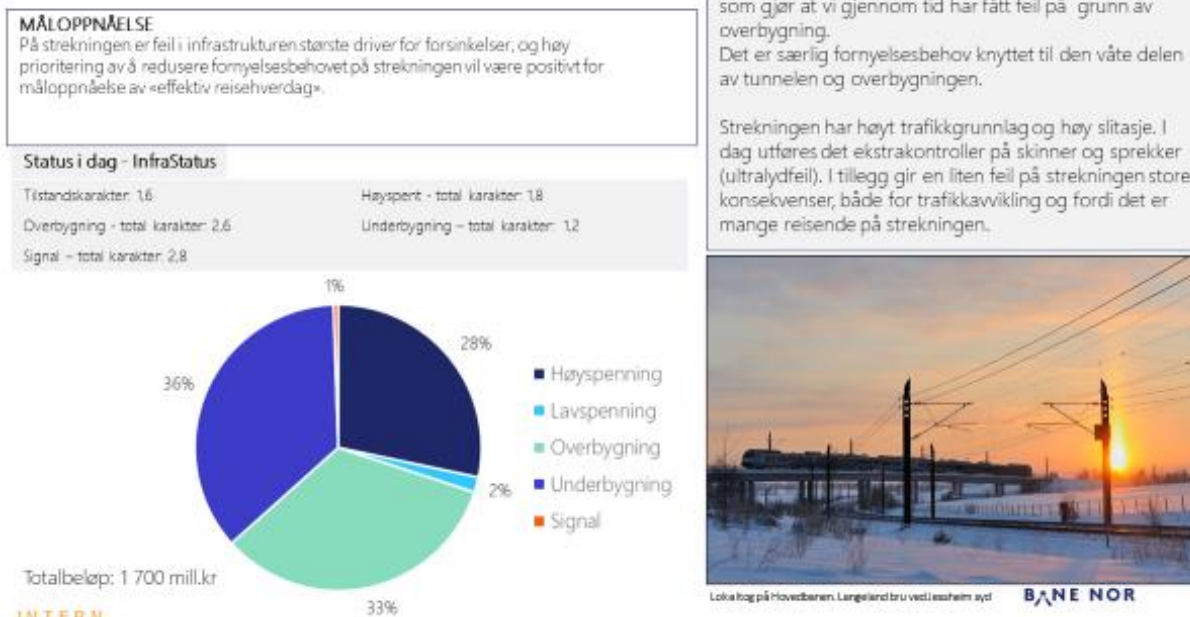 MÅLOPPNÅELSE
På strekningen er feil i infrastrukturen største driver for forsinkelser, og høy
prioritering av å redusere fornyelsesbehovet på strekningen vil være positivt for
måloppnåelse av «effektiv reisehverdag».
Status i dag - InfraStatus
Tilstandskarakter: 1,6
Høyspent - total karakter: 1,8
Overbygning - total karakter: 2,6
Underbygning – total karakter: 1,2
Signal – total karakter: 2,8
1%
28%
36%
2%
33%
Høyspenning
Lavspenning
Overbygning
Underbygning
Signal
Totalbeløp: 1 700 mill.kr
INTERN
som gjør at vi gjennom tid har fått feil på grunn av
overbygning.
Det er særlig fornyelsesbehov knyttet til den våte delen
av tunnelen og overbygningen.
Strekningen har høyt trafikkgrunnlag og høy slitasje. I
dag utføres det ekstrakontroller på skinner og sprekker
(ultralydfeil). I tillegg gir en liten feil på strekningen store
konsekvenser, både for trafikkavvikling og fordi det er
mange reisende på strekningen.
Lokaltog på Hovedbanen. Langeland bru ved Jessheim syd
BANE NOR